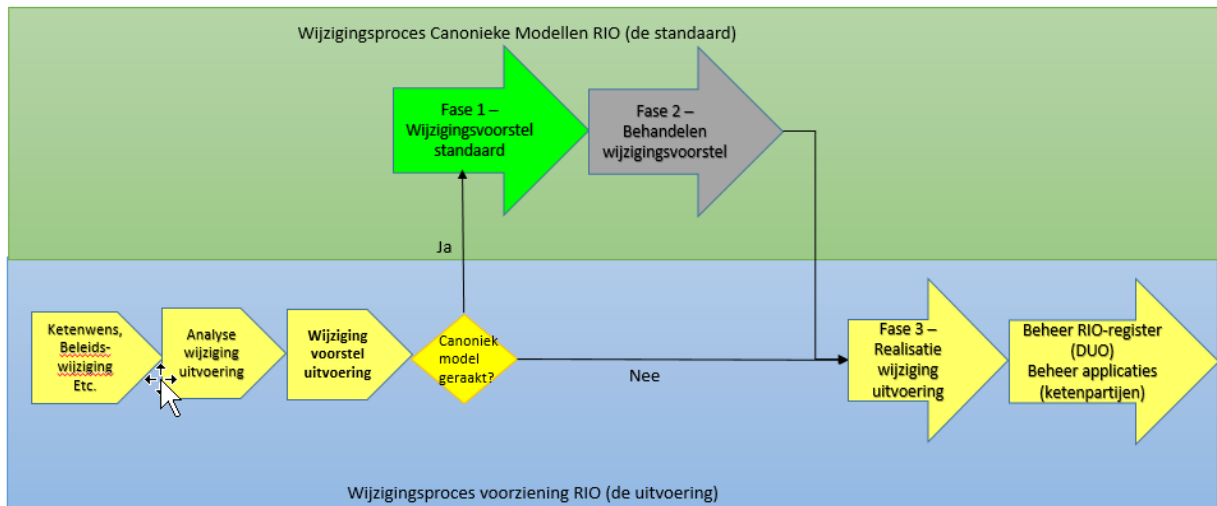 Wijzigingsproces Canonieke Modellen RIO (de standaard)
Fase 1 –
Wijzigingsvoorstel
standaard
Fase 2 –
Behandelen
wijzigingsvoorstel
Ja
Ketenwens,
Beleids-
wijziging
Etc.
Analyse
wijziging
uitvoering
Wijziging
voorstel
uitvoering
Canoniek
model
geraakt?
Nee
Fase 3 –
Realisatie
wijziging
uitvoering
Beheer RIO-register
(DUO)
Beheer applicaties
(ketenpartijen)
Wijzigingsproces voorziening RIO (de uitvoering)